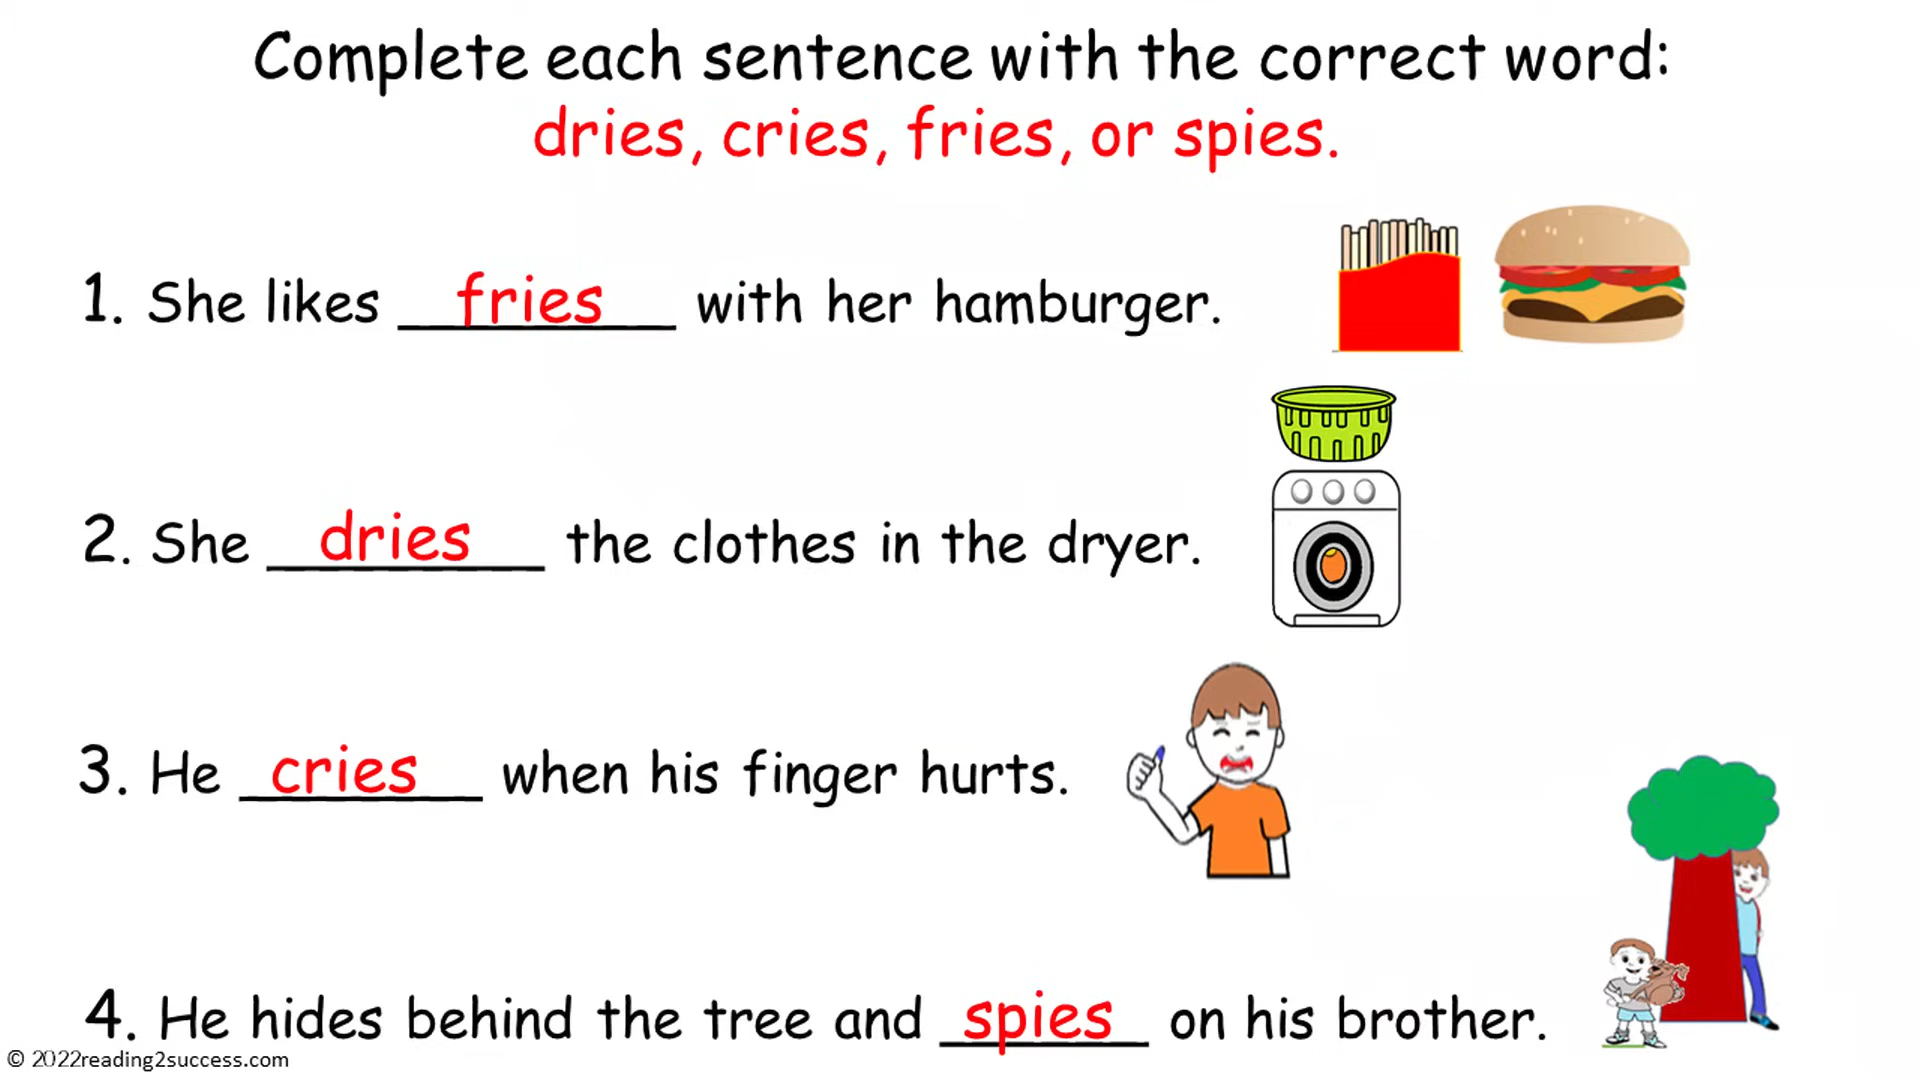 Complete each sentence with the correct word:
dries, cries, fries, or spies.
1. She likes fries with her hamburger.
2. She dries the clothes in the dryer.
3. He cries when his finger hurts.
4. He hides behind the tree and spies on his brother.
© 2022reading2success.com